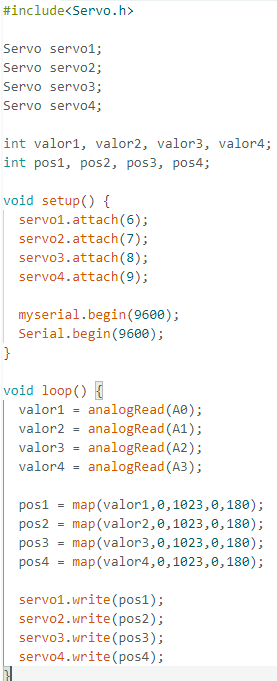 #include<Servo.h>
Servo servo1;
Servo servo2;
Servo servo3;
Servo servo4;
int valor1, valor2, valor3, valor4;
int pos1, pos2, pos3, pos4;
void setup() {
servo1.attach(6);
servo2.attach(7);
servo3.attach(8);
servo4.attach(9);
myserial.begin(9600);
Serial.begin(9600);
}
void loop() {
valor1 = analogRead(A0);
valor2 = analogRead(A1);
valor3 = analogRead(A2);
valor4 = analogRead(A3);
pos1 = map(valor1,0,1023,0,180);
pos2 = map(valor2,0,1023,0,180);
pos3 = map(valor3,0,1023,0,180);
pos4 = map(valor4,0,1023,0,180);
servo1.write(pos1);
servo2.write(pos2);
servo3.write(pos3);
servo4.write(pos4);
}